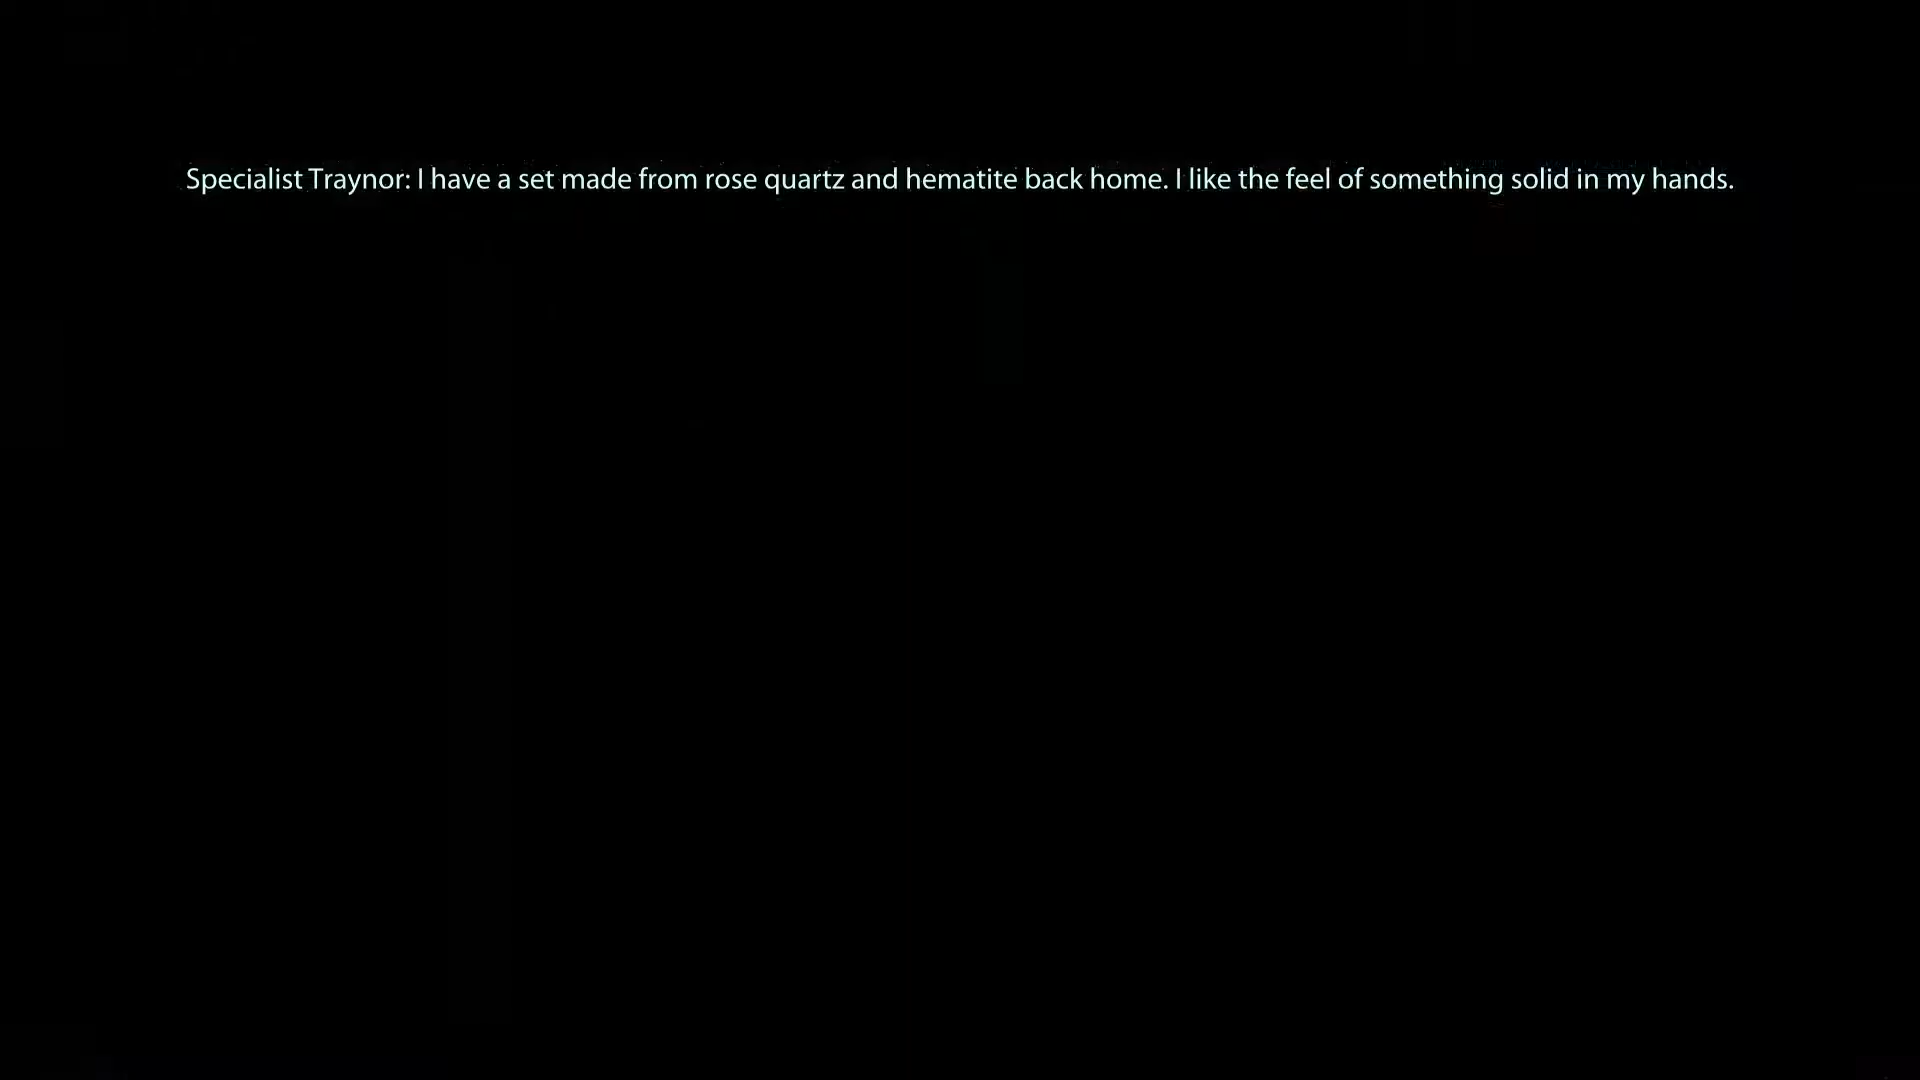 Specialist Traynor: I have a set made from rose quartz and hematite back home. I like the feel of something solid in my hands.